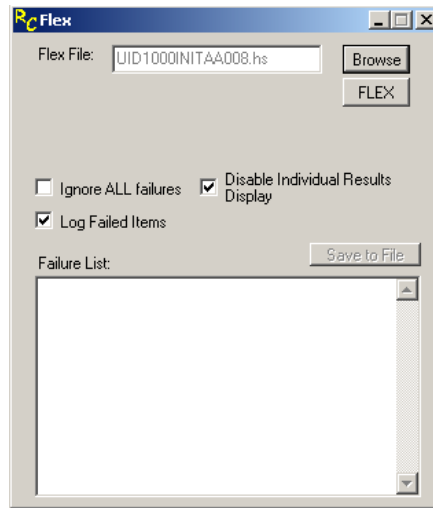 RC Flex
Flex File: UID1000INITAA008.hs Browse
FLEX
Ignore ALL failures Disable Individual Results
Display
Log Failed Items
Save to File
Failure List: